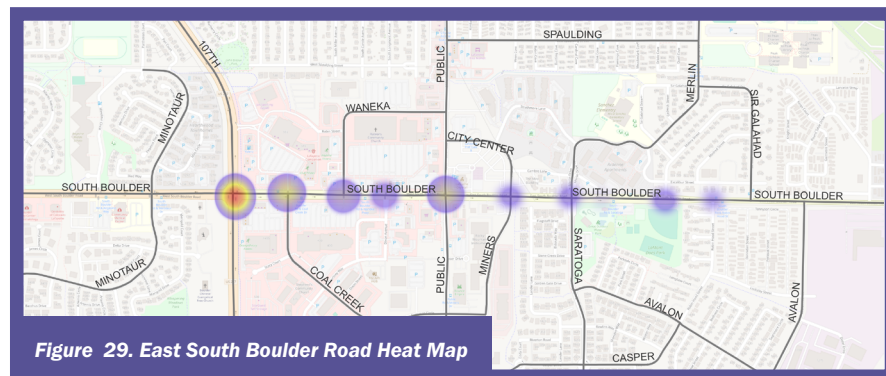 SPAULDING
107TH
PUBLIC
MERLIN
MINOTAUR
WANEKA
SIR GALAHAD
CITY CENTER
SOUTH BOULDER
SOUTH BOULDER
SOUTH BOULDER
SOUTH BOULDER
MINOTAUR
COAL CREEK
PUBLIC
MINERS
SARATOGA
AVALON
AVALON
CASPER
Figure 29. East South Boulder Road Heat Map